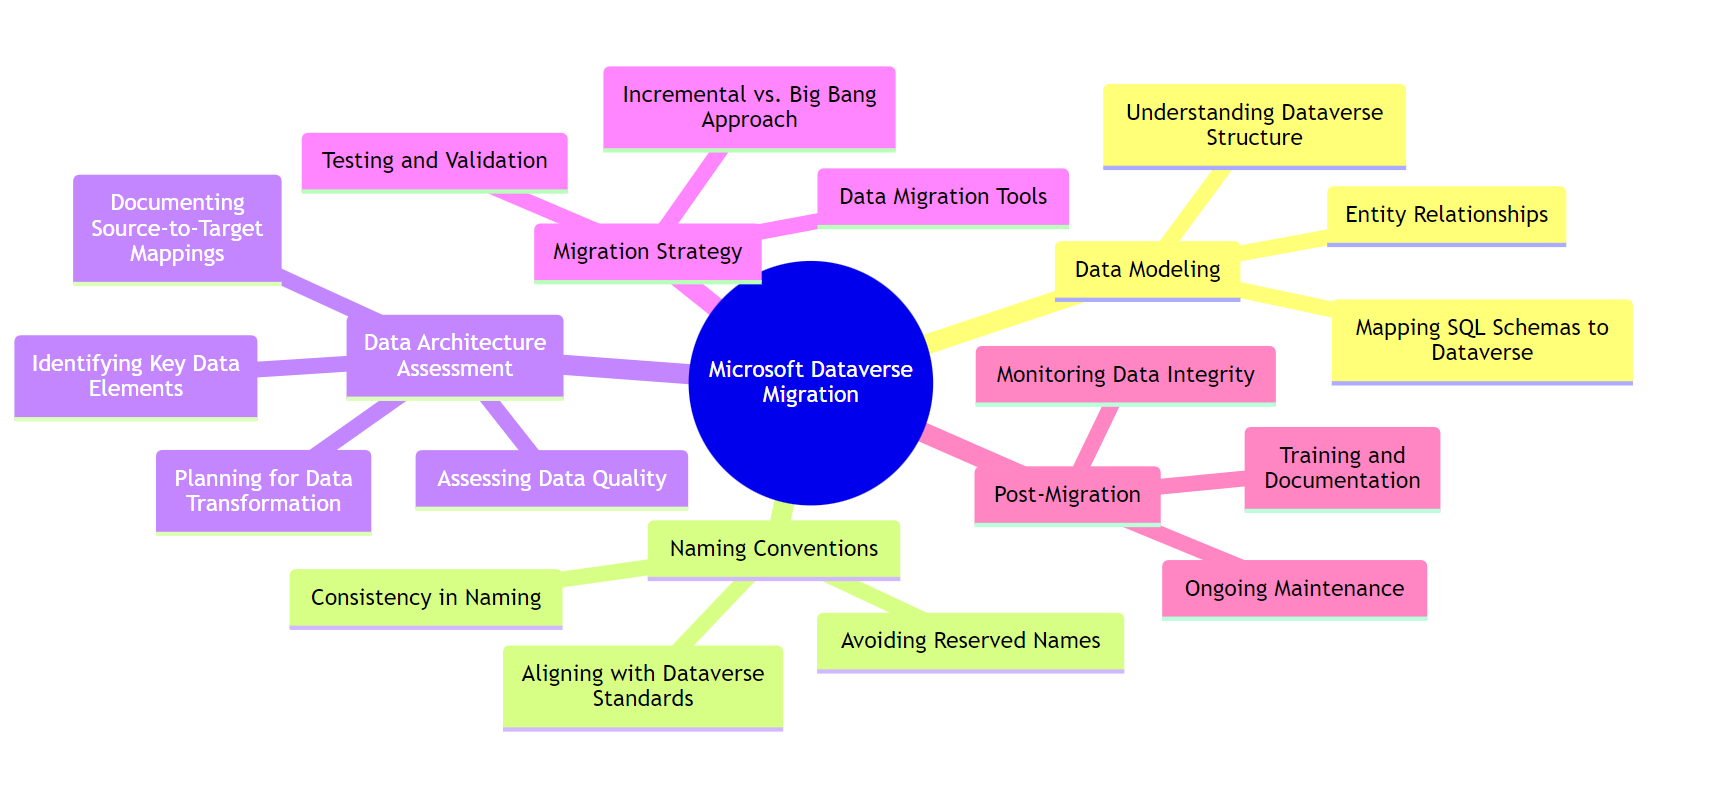 Microsoft Dataverse
Migration
Data Modeling
Understanding Dataverse
Structure
Entity Relationships
Mapping SQL Schemas to
Dataverse
Migration Strategy
Testing and Validation
Incremental vs. Big Bang
Approach
Data Migration Tools
Data Architecture
Assessment
Documenting
Source-to-Target
Mappings
Identifying Key Data
Elements
Planning for Data
Transformation
Assessing Data Quality
Naming Conventions
Consistency in Naming
Aligning with Dataverse
Standards
Avoiding Reserved Names
Post-Migration
Monitoring Data Integrity
Training and
Documentation
Ongoing Maintenance